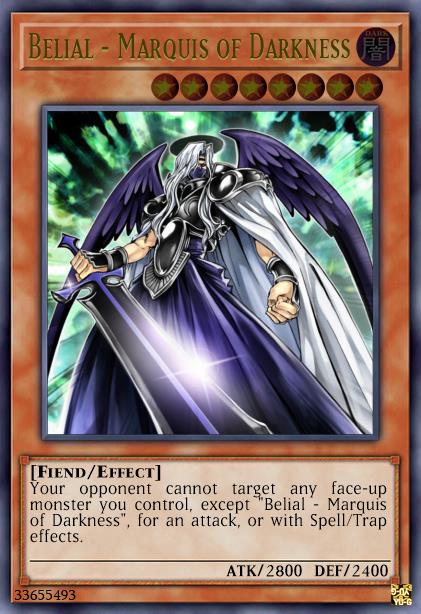 Belial - Marquis of Darkness
DARK
闇
[Fiend/Effect]
Your opponent cannot target any face-up
monster you control, except "Belial - Marquis
of Darkness", for an attack, or with Spell/Trap
effects.
ATK/2800 DEF/2400
33655493